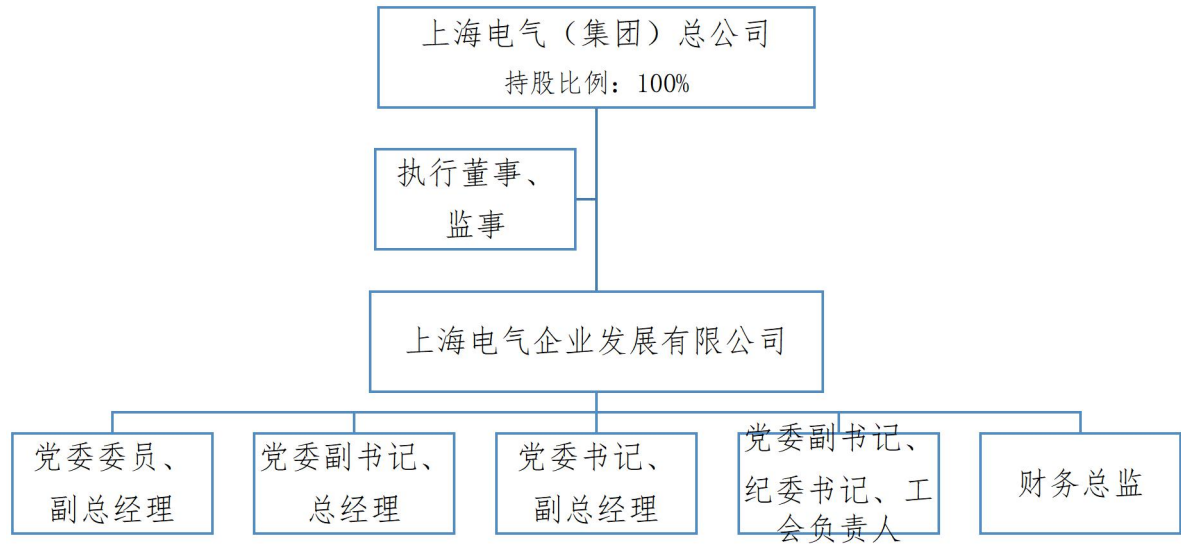 上海电气（集团）总公司
持股比例：100%
执行董事、
监事
上海电气企业发展有限公司
党委委员、
副总经理
党委副书记、
总经理
党委书记、
副总经理
党委副书记、
纪委书记、工
会负责人
财务总监